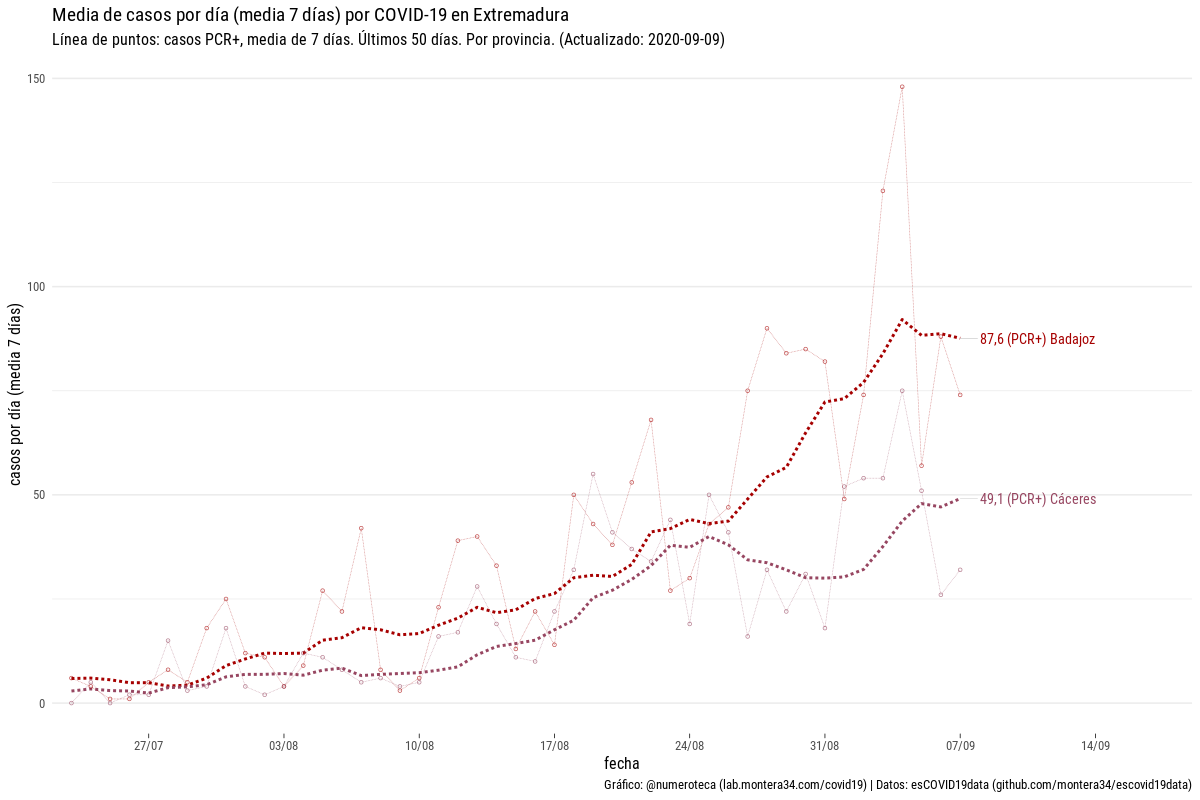 Media de casos por día (media 7 días) por COVID-19 en Extremadura
Línea de puntos: casos PCR+, media de 7 días. Últimos 50 días. Por provincia. (Actualizado: 2020-09-09)
casos por día (media 7 días)
150
100
50
0
87,6 (PCR+) Badajoz
49,1 (PCR+) Cáceres
27/07 03/08 10/08 17/08 24/08 31/08 07/09 14/09
fecha
Gráfico: @numeroteca (lab.montera34.com/covid19) | Datos: esCOVID19data (github.com/montera34/escovid19data)